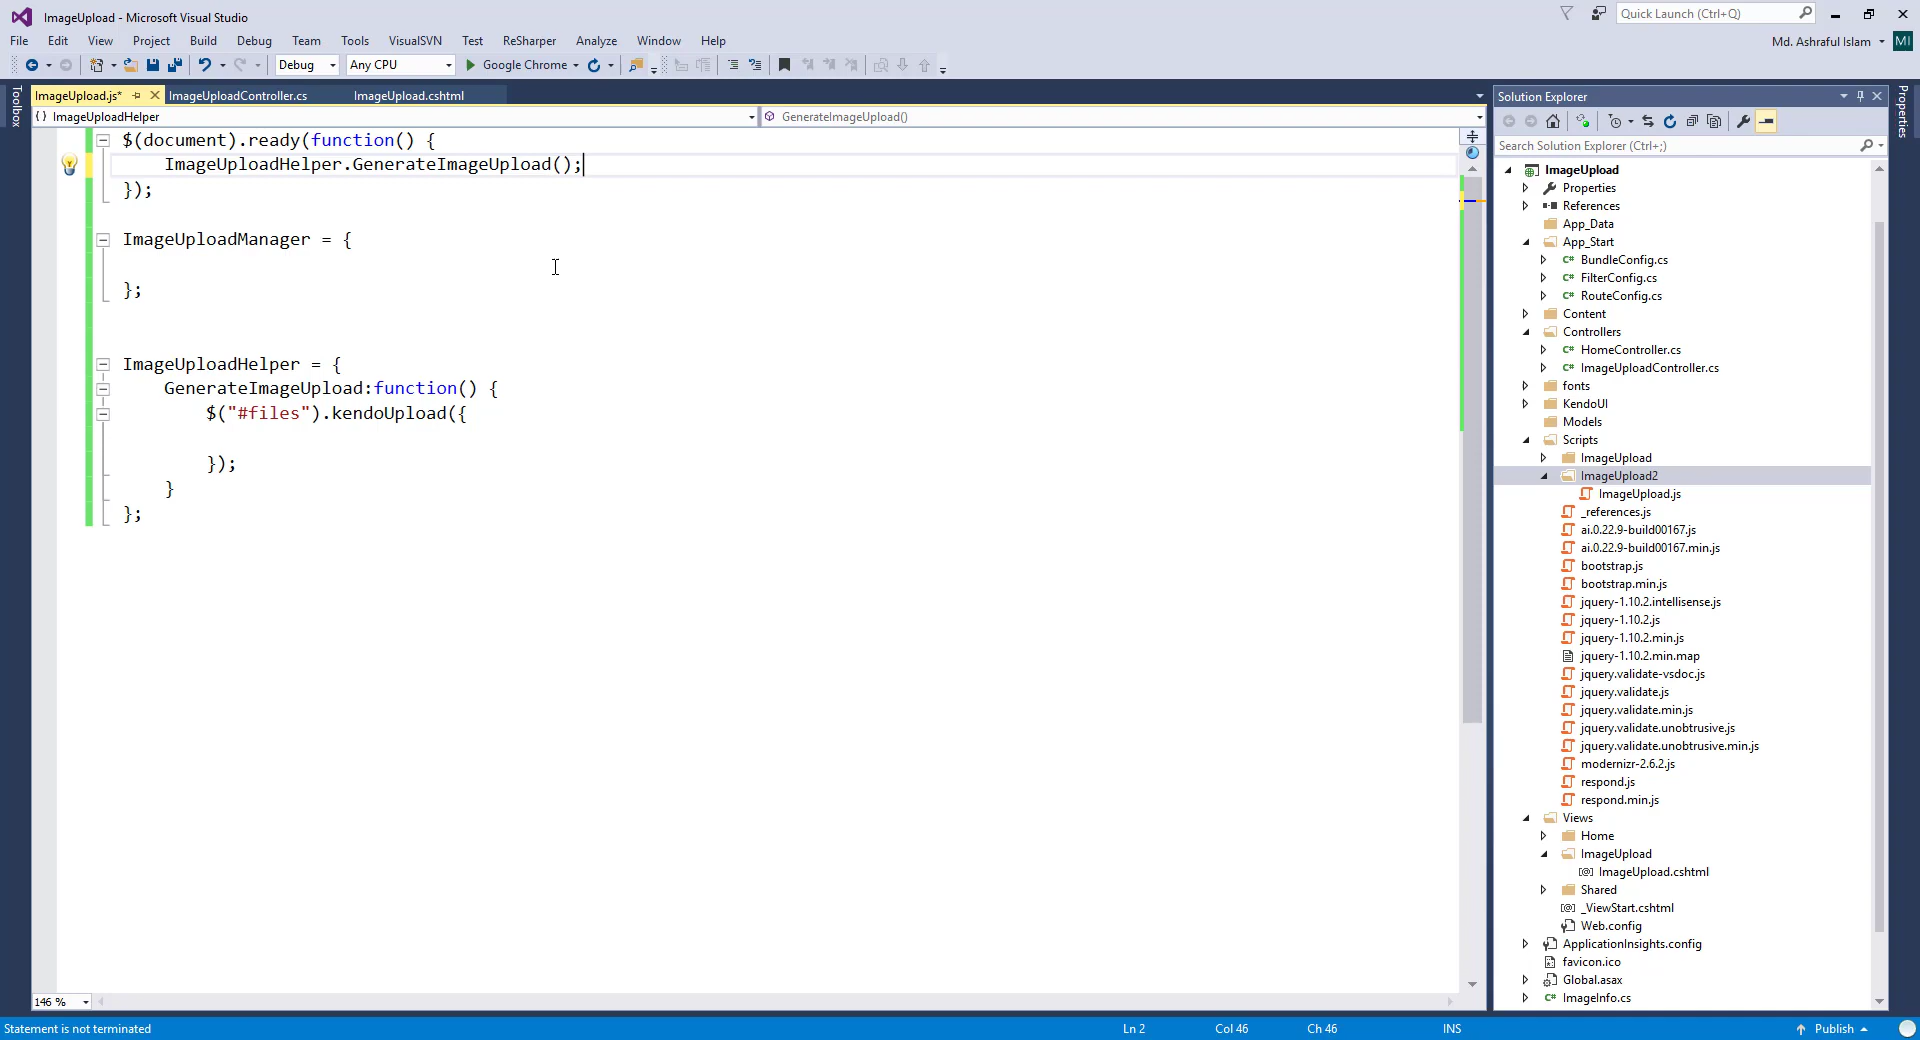 ImageUpload - Microsoft Visual Studio
Quick Launch (Ctrl+Q)
File Edit View Project Build Debug Team Tools VisualSVN Test ReSharper Analyze Window Help
Md. Ashraful Islam MI
Debug Any CPU Google Chrome
Toolbox
ImageUpload.js* ImageUploadController.cs ImageUpload.cshtml
{ } ImageUploadHelper GenerateImageUpload()
$(document).ready(function() {
ImageUploadHelper.GenerateImageUpload();
});
ImageUploadManager = {
};
ImageUploadHelper = {
GenerateImageUpload:function() {
$("#files").kendoUpload({
});
}
};
146 %
Solution Explorer
Properties
Search Solution Explorer (Ctrl+;)
ImageUpload
Properties
References
App_Data
App_Start
C# BundleConfig.cs
C# FilterConfig.cs
C# RouteConfig.cs
Content
Controllers
C# HomeController.cs
C# ImageUploadController.cs
fonts
KendoUI
Models
Scripts
ImageUpload
ImageUpload2
ImageUpload.js
_references.js
ai.0.22.9-build00167.js
ai.0.22.9-build00167.min.js
bootstrap.js
bootstrap.min.js
jquery-1.10.2.intellisense.js
jquery-1.10.2.js
jquery-1.10.2.min.js
jquery-1.10.2.min.map
jquery.validate-vsdoc.js
jquery.validate.js
jquery.validate.min.js
jquery.validate.unobtrusive.js
jquery.validate.unobtrusive.min.js
modernizr-2.6.2.js
respond.js
respond.min.js
Views
Home
ImageUpload
[@] ImageUpload.cshtml
Shared
[@] _ViewStart.cshtml
Web.config
ApplicationInsights.config
favicon.ico
Global.asax
C# ImageInfo.cs
Statement is not terminated Ln 2 Col 46 Ch 46 INS Publish